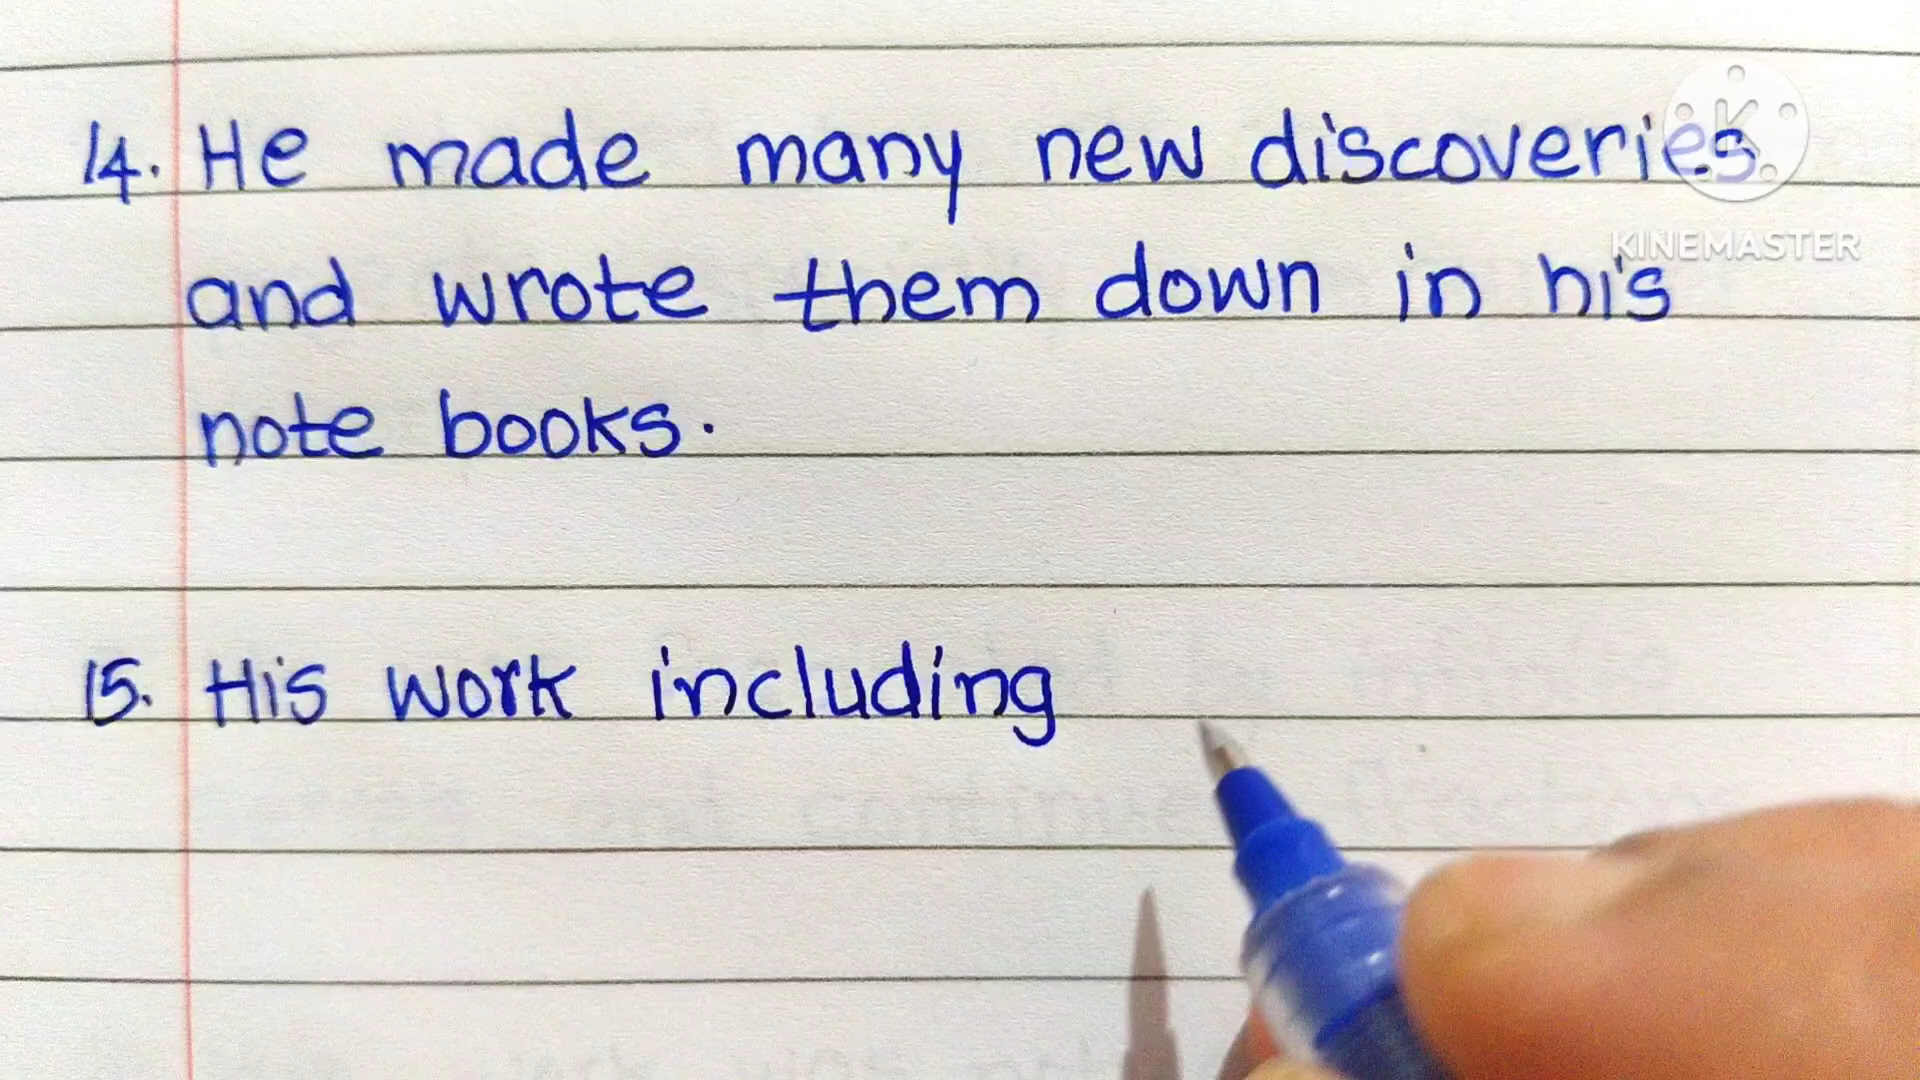 14. He made many new discoveries
and wrote them down in his
note books.
15. His work including
K
KINEMASTER